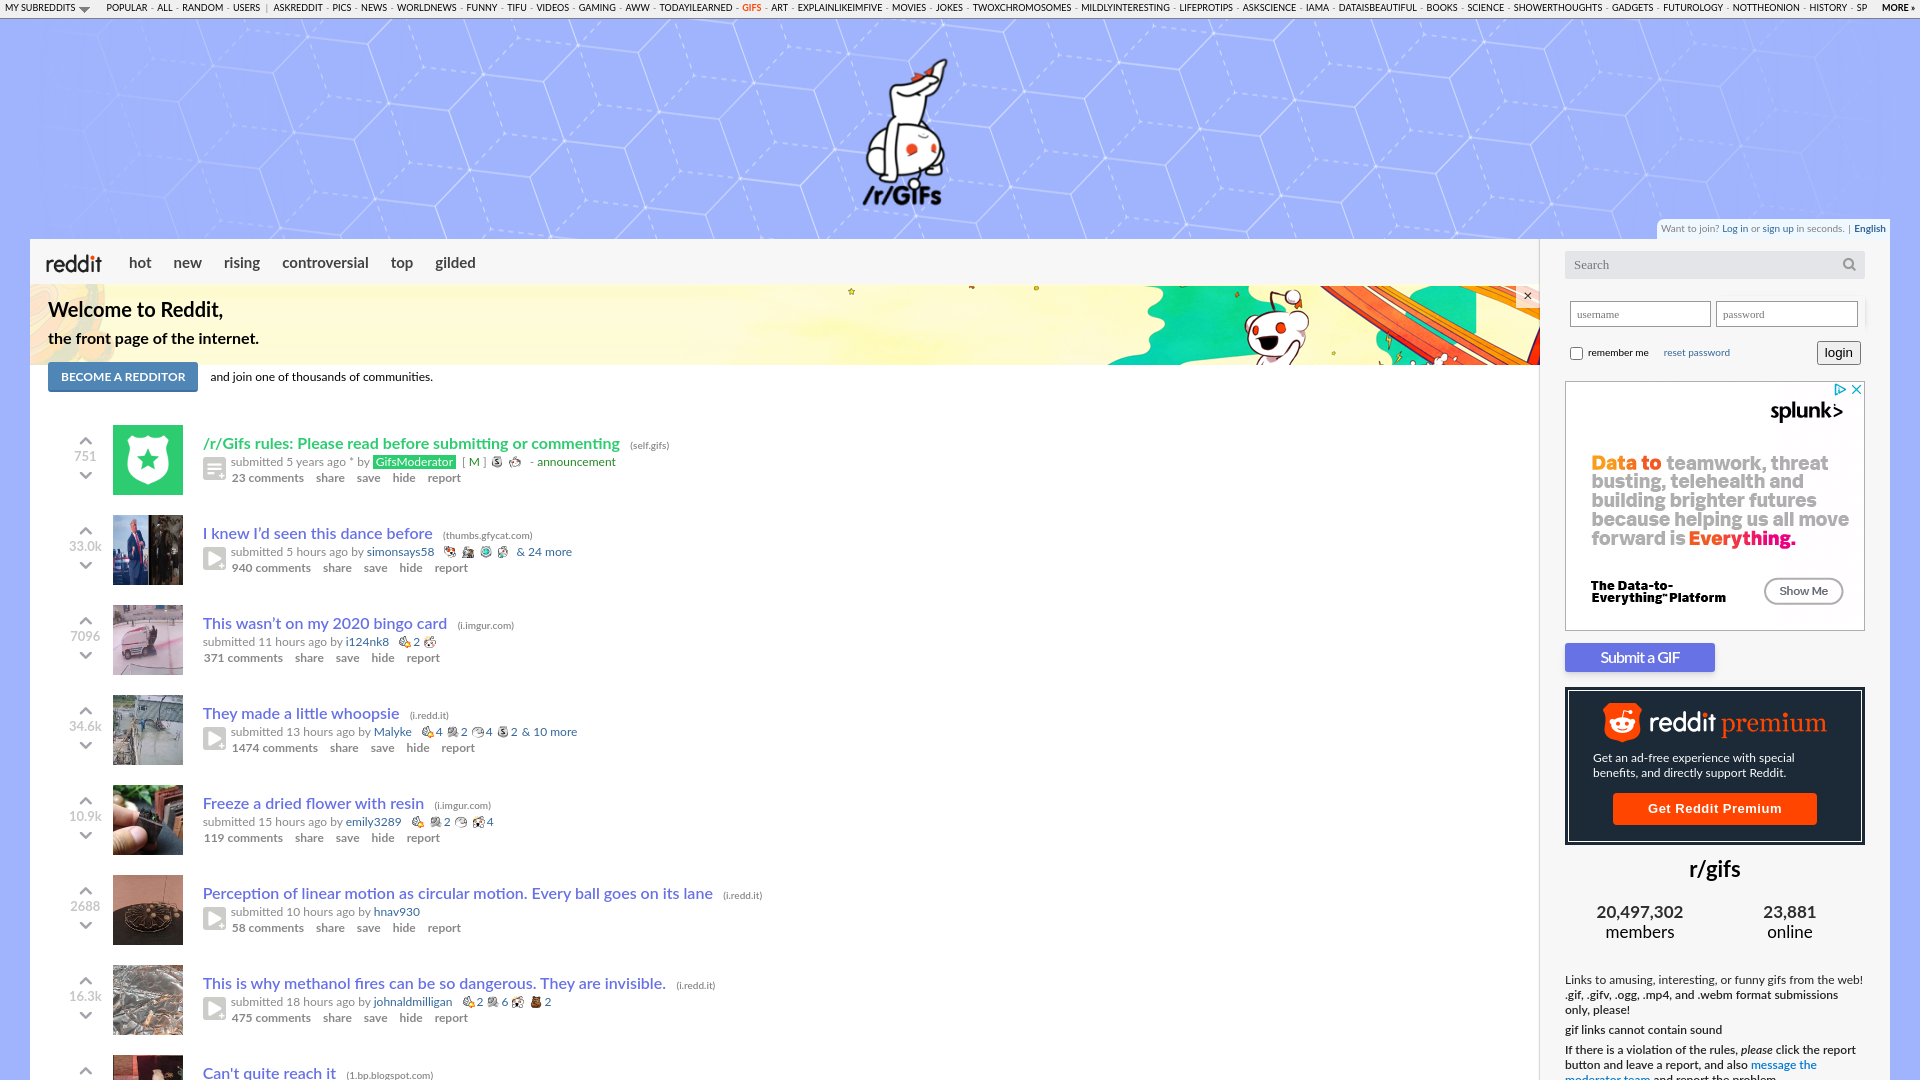 MY SUBREDDITS POPULAR - ALL - RANDOM - USERS | ASKREDDIT - PICS - NEWS - WORLDNEWS - FUNNY - TIFU - VIDEOS - GAMING - AWW - TODAYILEARNED - GIFS - ART - EXPLAINLIKEIMFIVE - MOVIES - JOKES - TWOXCHROMOSOMES - MILDLYINTERESTING - LIFEPROTIPS - ASKSCIENCE - IAMA - DATAISBEAUTIFUL - BOOKS - SCIENCE - SHOWERTHOUGHTS - GADGETS - FUTUROLOGY - NOTTHEONION - HISTORY - SP MORE »
/r/GIFs
Want to join? Log in or sign up in seconds. | English
reddit hot new rising controversial top gilded
Welcome to Reddit,
the front page of the internet.
BECOME A REDDITOR and join one of thousands of communities.
751
/r/Gifs rules: Please read before submitting or commenting (self.gifs)
submitted 5 years ago * by GifsModerator [ M ] - announcement
23 comments share save hide report
33.0k
I knew I’d seen this dance before (thumbs.gfycat.com)
submitted 5 hours ago by simonsays58 & 24 more
940 comments share save hide report
7096
This wasn’t on my 2020 bingo card (i.imgur.com)
submitted 11 hours ago by i124nk8 2
371 comments share save hide report
34.6k
They made a little whoopsie (i.redd.it)
submitted 13 hours ago by Malyke 4 2 4 2 & 10 more
1474 comments share save hide report
10.9k
Freeze a dried flower with resin (i.imgur.com)
submitted 15 hours ago by emily3289 2 4
119 comments share save hide report
2688
Perception of linear motion as circular motion. Every ball goes on its lane (i.redd.it)
submitted 10 hours ago by hnav930
58 comments share save hide report
16.3k
This is why methanol fires can be so dangerous. They are invisible. (i.redd.it)
submitted 18 hours ago by johnaldmilligan 2 6 2
475 comments share save hide report
Can't quite reach it (1.bp.blogspot.com)
Search
username password
remember me reset password login
splunk>
Data to teamwork, threat
busting, telehealth and
building brighter futures
because helping us all move
forward is Everything.
The Data-to-
Everything™ Platform
Show Me
Submit a GIF
reddit premium
Get an ad-free experience with special
benefits, and directly support Reddit.
Get Reddit Premium
r/gifs
20,497,302 23,881
members online
Links to amusing, interesting, or funny gifs from the web!
.gif, .gifv, .ogg, .mp4, and .webm format submissions
only, please!
gif links cannot contain sound
If there is a violation of the rules, please click the report
button and leave a report, and also message the
moderator team and report the problem.